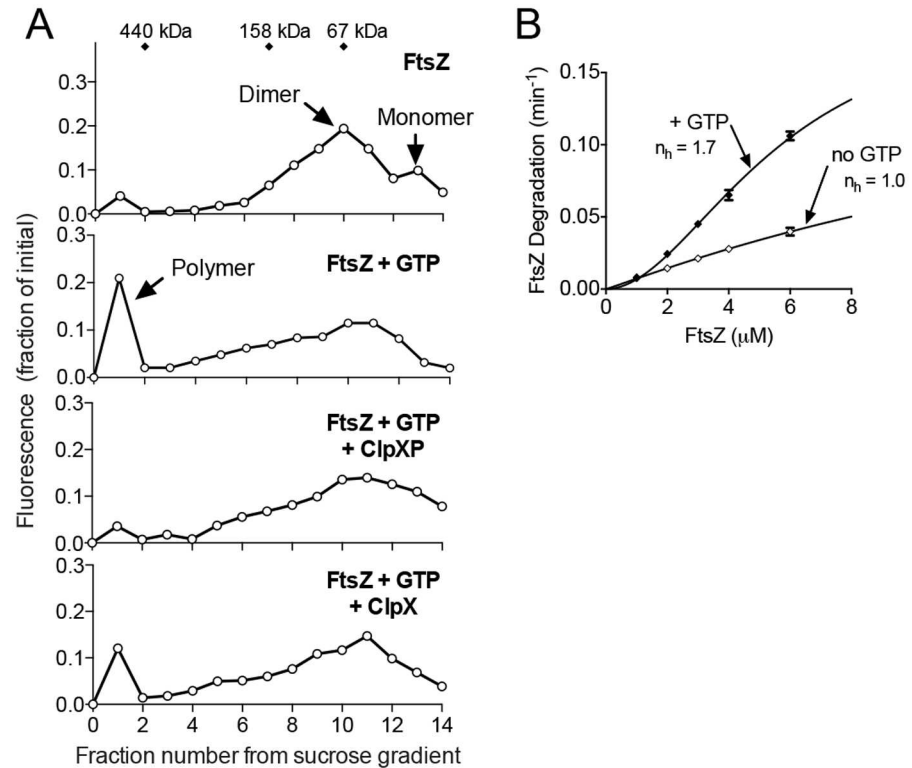 A
440 kDa
158 kDa
67 kDa
FtsZ
Dimer
Monomer
0.3
0.2
0.1
0.0
FtsZ + GTP
Polymer
0.3
0.2
0.1
0.0
FtsZ + GTP
+ ClpXP
0.3
0.2
0.1
0.0
FtsZ + GTP
+ ClpX
0.3
0.2
0.1
0.0
0 2 4 6 8 10 12 14
Fraction number from sucrose gradient
Fluorescence (fraction of initial)
B
FtsZ Degradation (min⁻¹)
0.15
0.10
0.05
0.00
+ GTP
nh = 1.7
no GTP
nh = 1.0
0 2 4 6 8
FtsZ (μM)